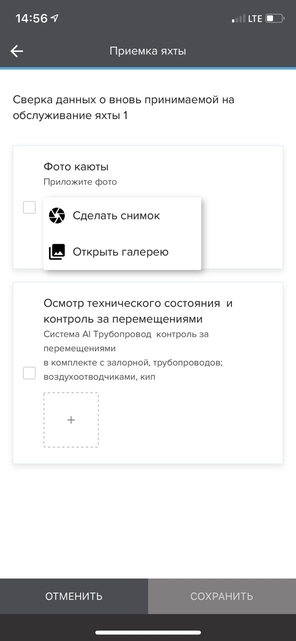 14:56
LTE
Приемка яхты
Сверка данных о вновь принимаемой на
обслуживание яхты 1
Фото каюты
Приложите фото
Сделать снимок
Открыть галерею
Осмотр технического состояния и
контроль за перемещениями
Система AI Трубопровод контроль за
перемещениями
в комплекте с залорной, трубопроводов;
воздухоотводчиками, кип
+
ОТМЕНИТЬ
СОХРАНИТЬ